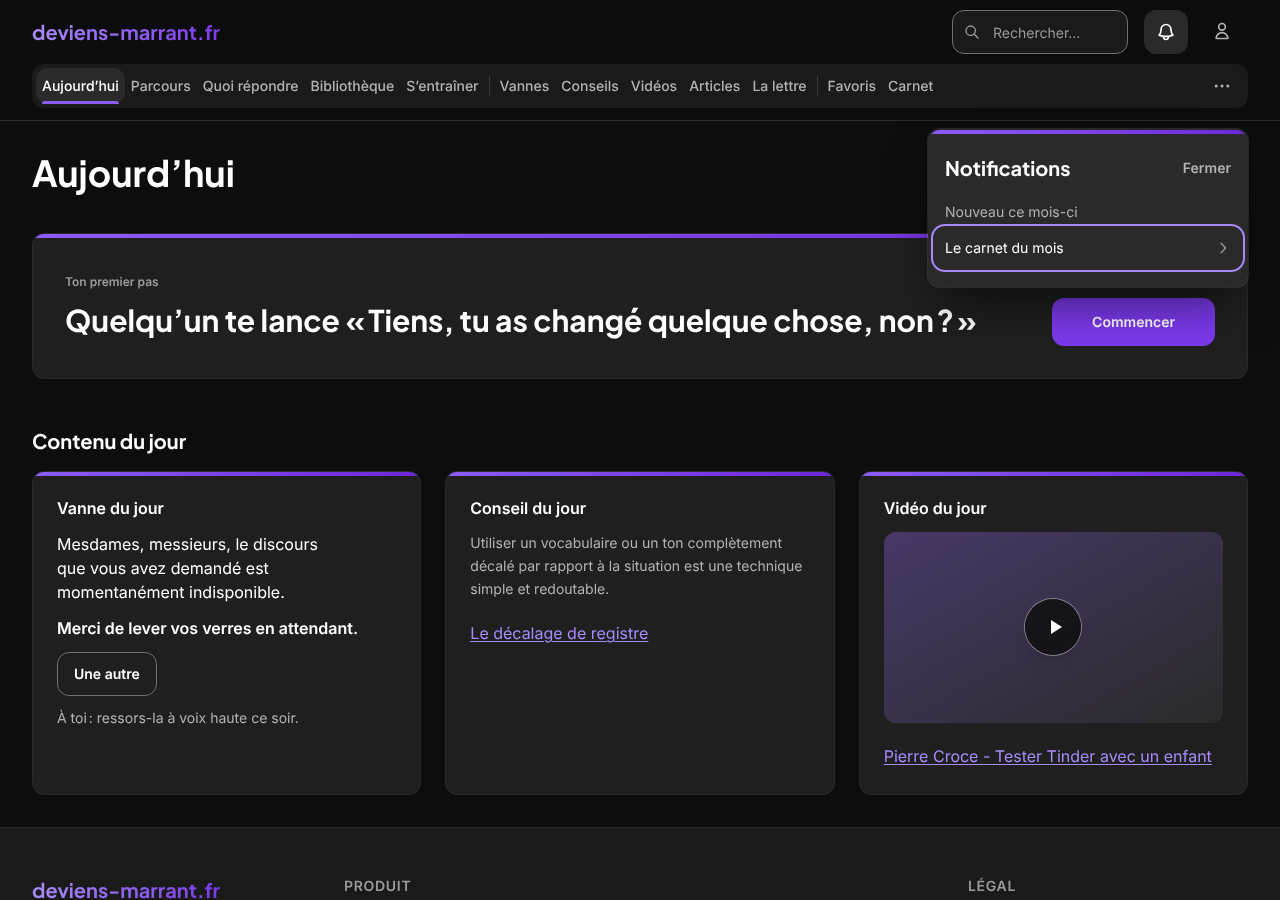 deviens-marrant.fr
Rechercher...
Aujourd’hui Parcours Quoi répondre Bibliothèque S’entraîner Vannes Conseils Vidéos Articles La lettre Favoris Carnet
Notifications
Fermer
Nouveau ce mois-ci
Le carnet du mois
Aujourd’hui
Ton premier pas
Quelqu’un te lance « Tiens, tu as changé quelque chose, non ? »
Commencer
Contenu du jour
Vanne du jour
Mesdames, messieurs, le discours
que vous avez demandé est
momentanément indisponible.
Merci de lever vos verres en attendant.
Une autre
À toi : ressors-la à voix haute ce soir.
Conseil du jour
Utiliser un vocabulaire ou un ton complètement
décalé par rapport à la situation est une technique
simple et redoutable.
Le décalage de registre
Vidéo du jour
Pierre Croce - Tester Tinder avec un enfant
deviens-marrant.fr
PRODUIT
LÉGAL